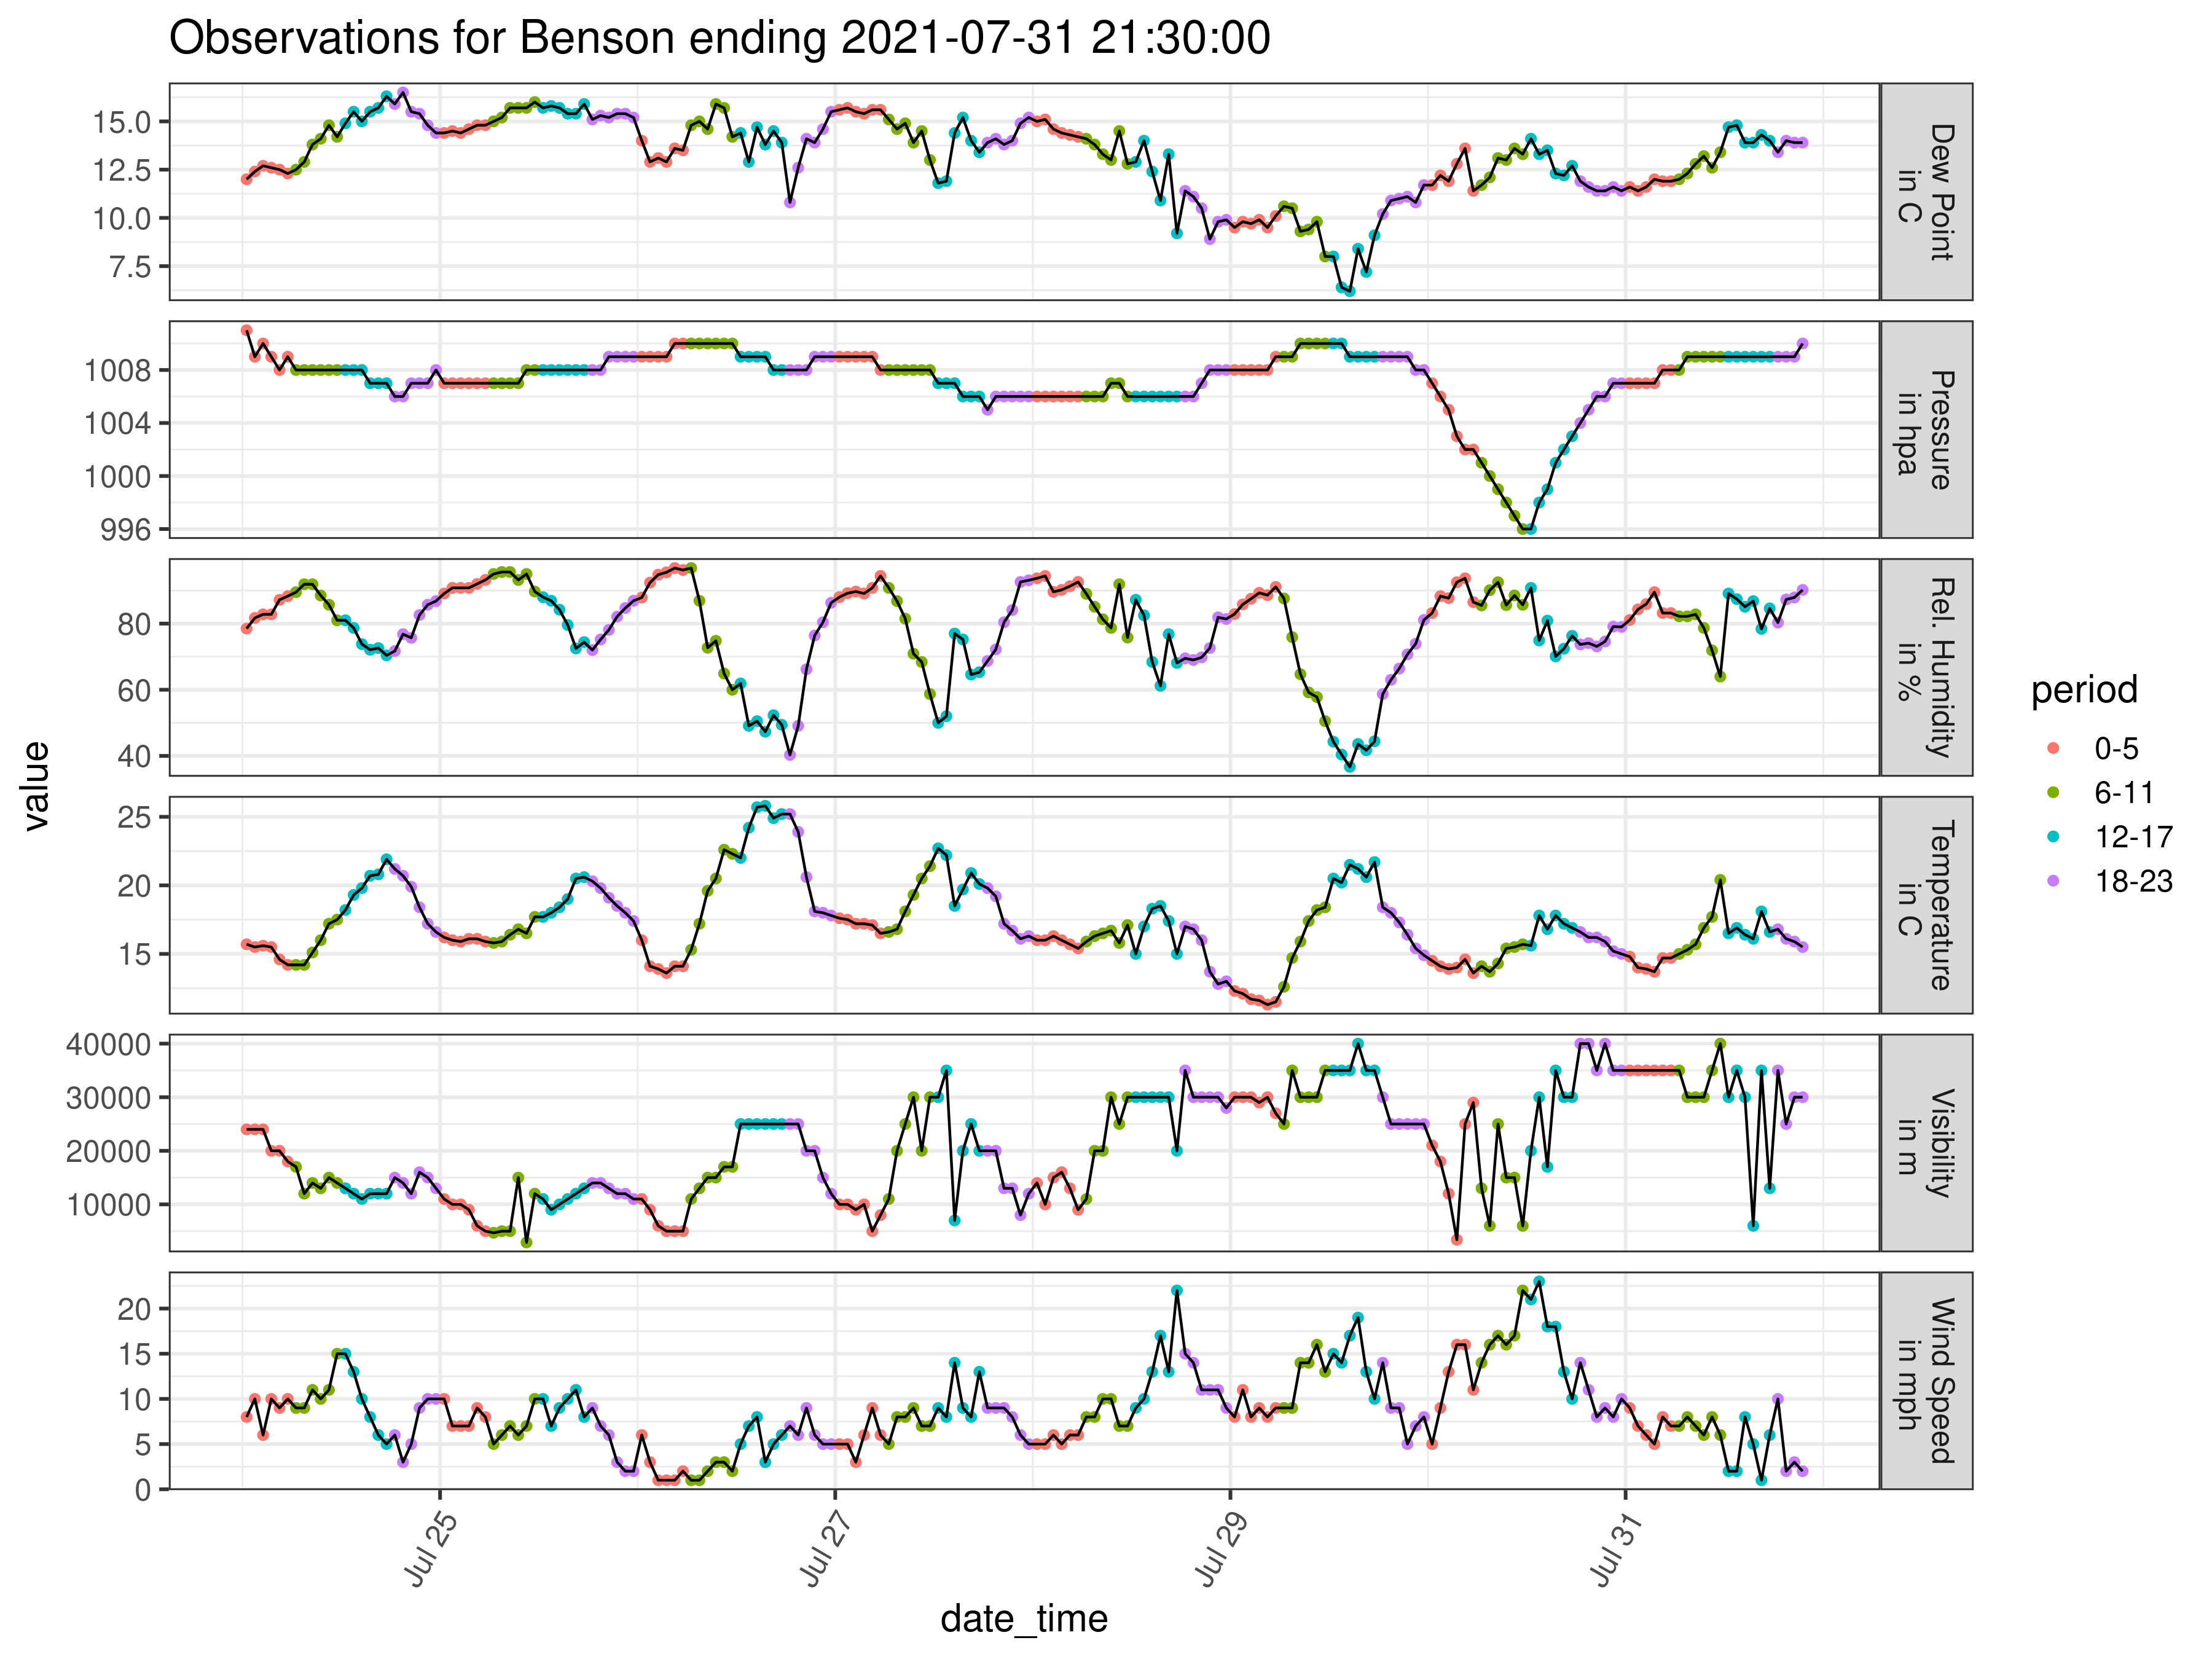 Observations for Benson ending 2021-07-31 21:30:00
value
15.0
12.5
10.0
7.5
Dew Point
in C
1008
1004
1000
996
Pressure
in hpa
80
60
40
Rel. Humidity
in %
25
20
15
Temperature
in C
40000
30000
20000
10000
Visibility
in m
20
15
10
5
0
Wind Speed
in mph
Jul 25
Jul 27
Jul 29
Jul 31
date_time
period
0-5
6-11
12-17
18-23